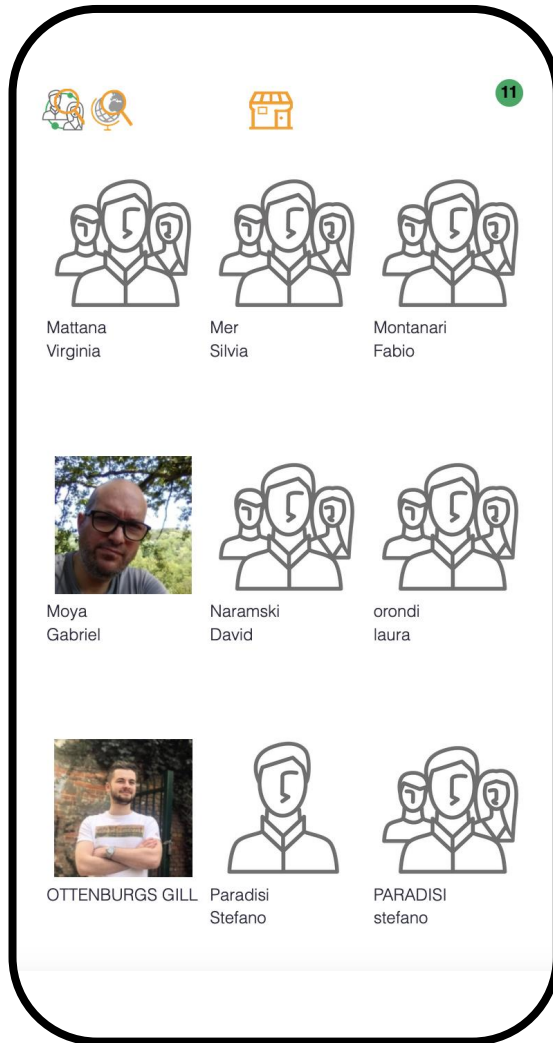 11
Mattana
Virginia
Mer
Silvia
Montanari
Fabio
Moya
Gabriel
Naramski
David
orondi
laura
OTTENBURGS GILL
Paradisi
Stefano
PARADISI
stefano